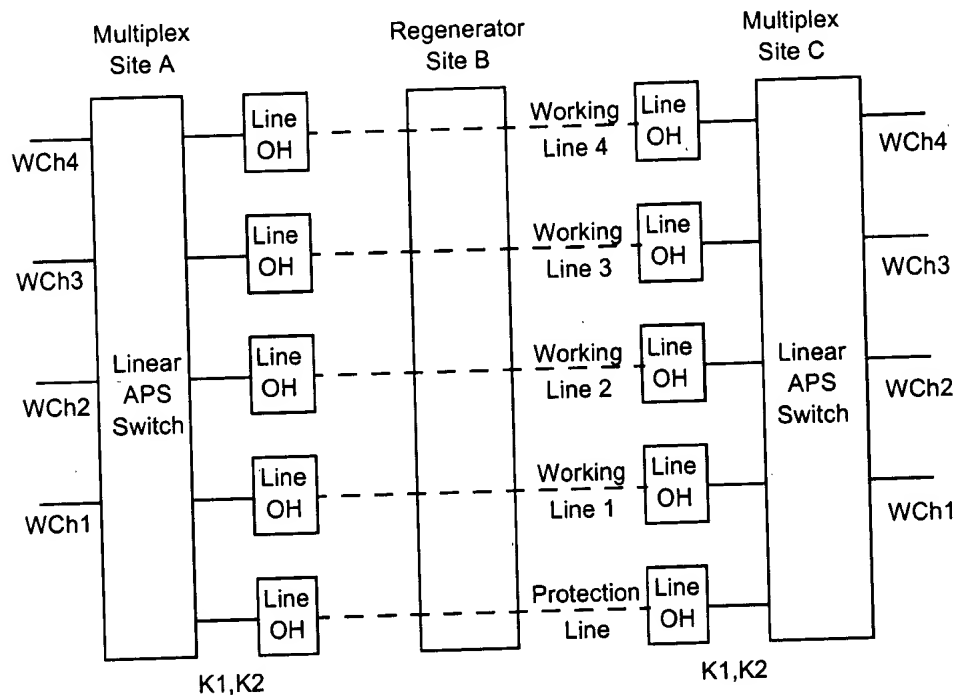 Multiplex
Site A
Regenerator
Site B
Multiplex
Site C
WCh4
Line
OH
Working
Line 4
Line
OH
WCh4
WCh3
Line
OH
Working
Line 3
Line
OH
WCh3
Linear
APS
Switch
WCh2
Line
OH
Working
Line 2
Line
OH
Linear
APS
Switch
WCh2
WCh1
Line
OH
Working
Line 1
Line
OH
WCh1
Line
OH
Protection
Line
Line
OH
K1,K2
K1,K2